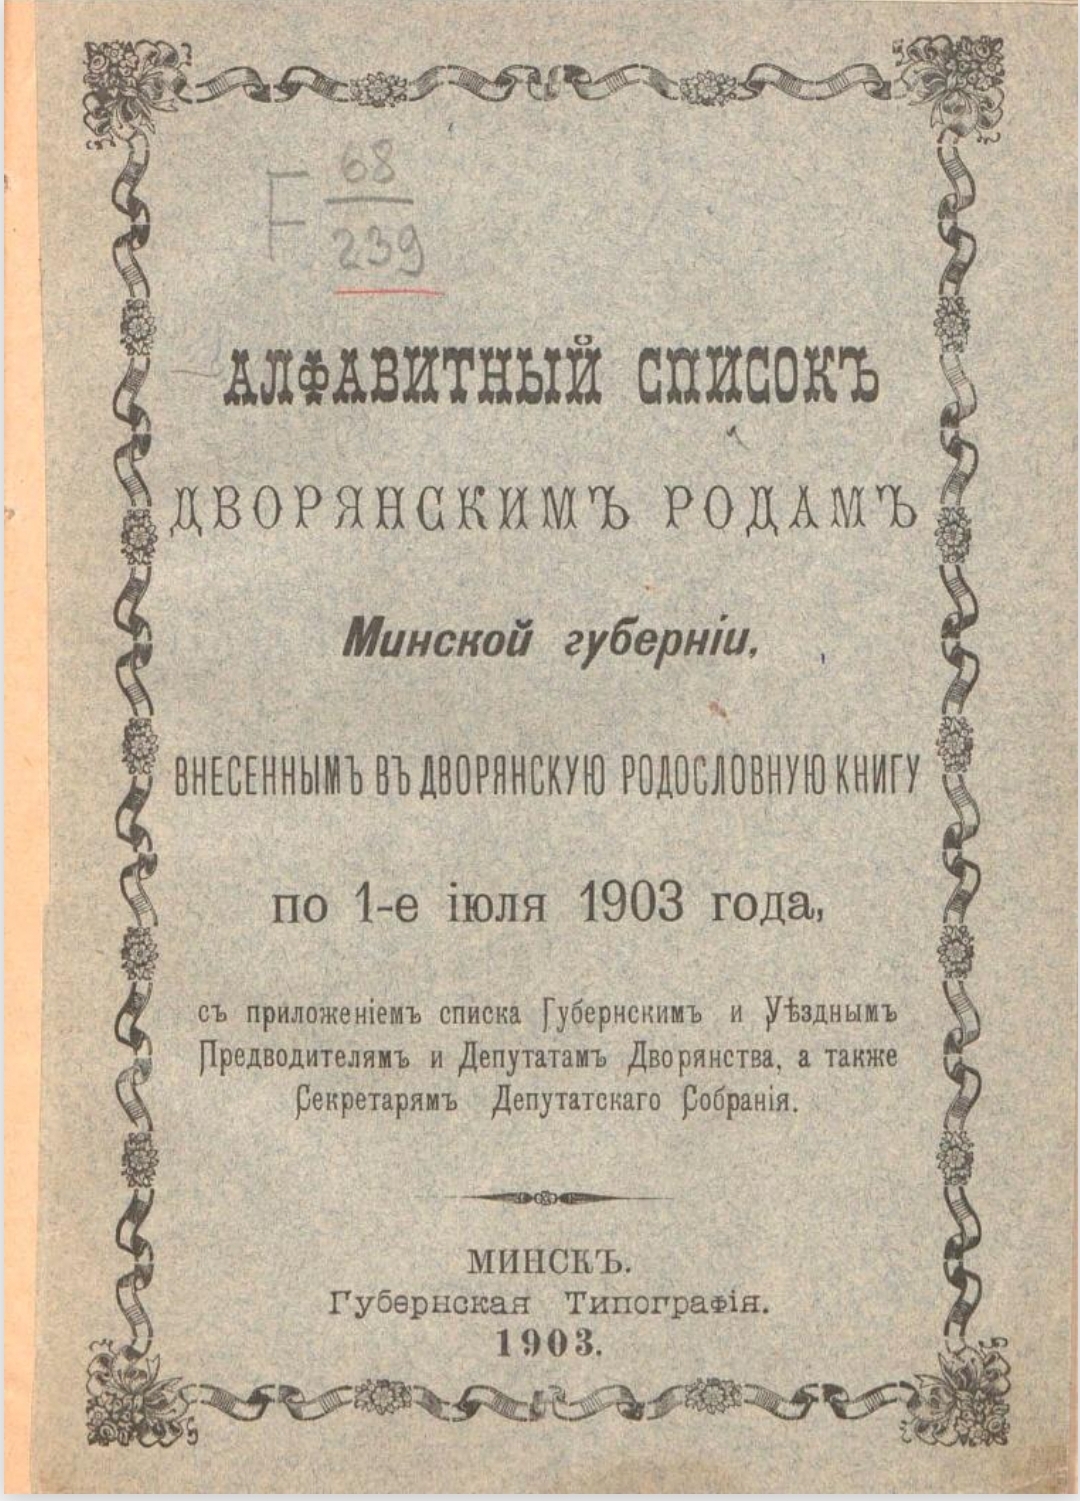 F 68
239
АЛФАВИТНЫЙ СПИСОКЪ
ДВОРЯНСКИМЪ РОДАМЪ
Минской губерніи,
ВНЕСЕННЫМЪ ВЪ ДВОРЯНСКУЮ РОДОСЛОВНУЮ КНИГУ
по 1-е іюля 1903 года,
съ приложеніемъ списка Губернскимъ и Уѣзднымъ
Предводителямъ и Депутатамъ Дворянства, а также
Секретарямъ Депутатскаго Собранія.
МИНСКЪ.
Губернская Типографія.
1903.